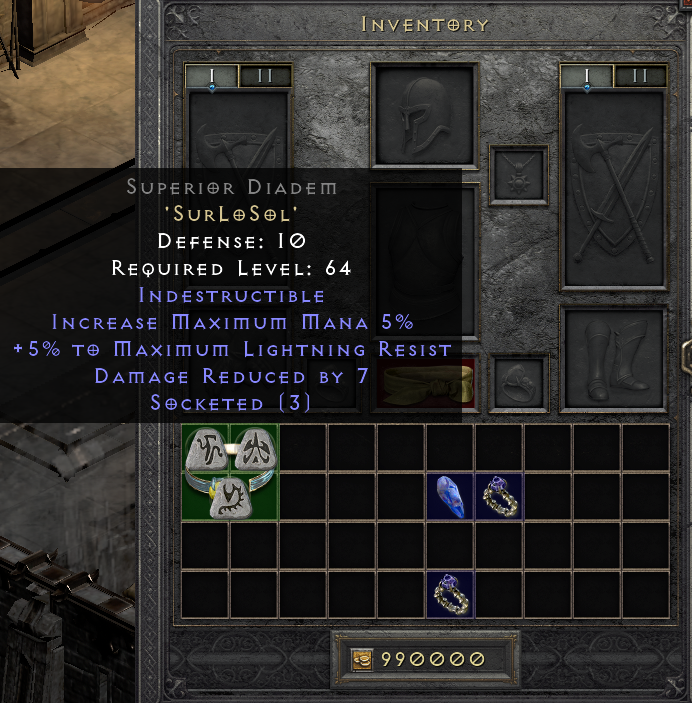 Inventory
I II
I II
Superior Diadem
'SurLoSol'
Defense: 10
Required Level: 64
Indestructible
Increase Maximum Mana 5%
+5% to Maximum Lightning Resist
Damage Reduced by 7
Socketed (3)
990000